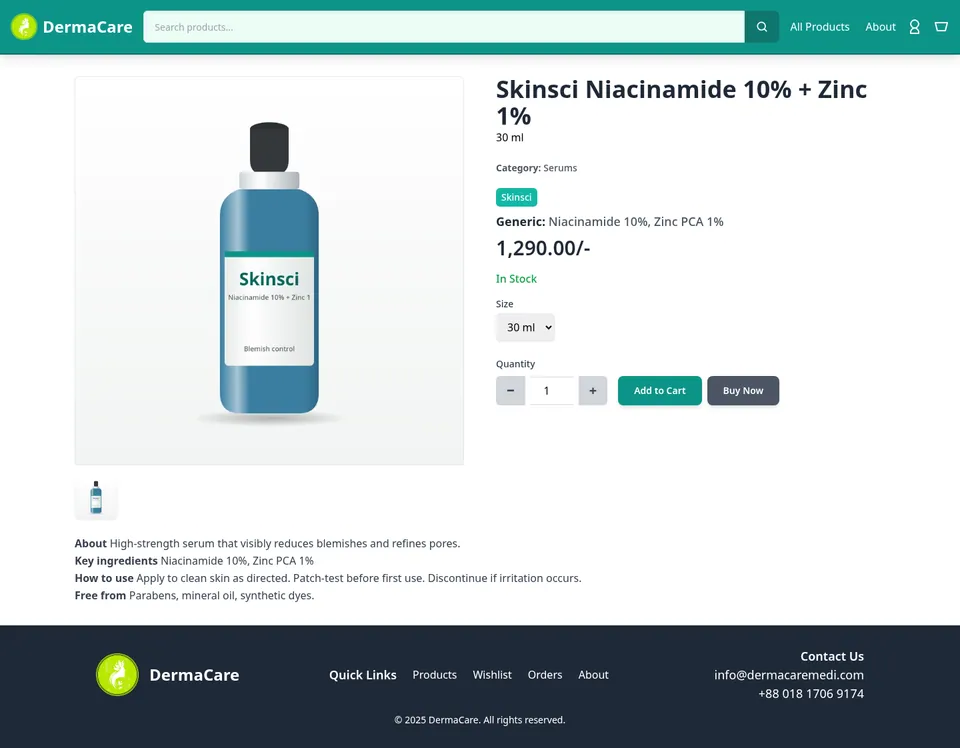 DermaCare
Search products...
All Products
About
Skinsci Niacinamide 10% + Zinc
1%
30 ml
Category: Serums
Skinsci
Generic: Niacinamide 10%, Zinc PCA 1%
1,290.00/-
In Stock
Size
30 ml
Quantity
− 1 +
Add to Cart
Buy Now
Skinsci
Niacinamide 10% + Zinc 1
Blemish control
About High-strength serum that visibly reduces blemishes and refines pores.
Key ingredients Niacinamide 10%, Zinc PCA 1%
How to use Apply to clean skin as directed. Patch-test before first use. Discontinue if irritation occurs.
Free from Parabens, mineral oil, synthetic dyes.
DermaCare
Quick Links
Products
Wishlist
Orders
About
Contact Us
info@dermacaremedi.com
+88 018 1706 9174
© 2025 DermaCare. All rights reserved.